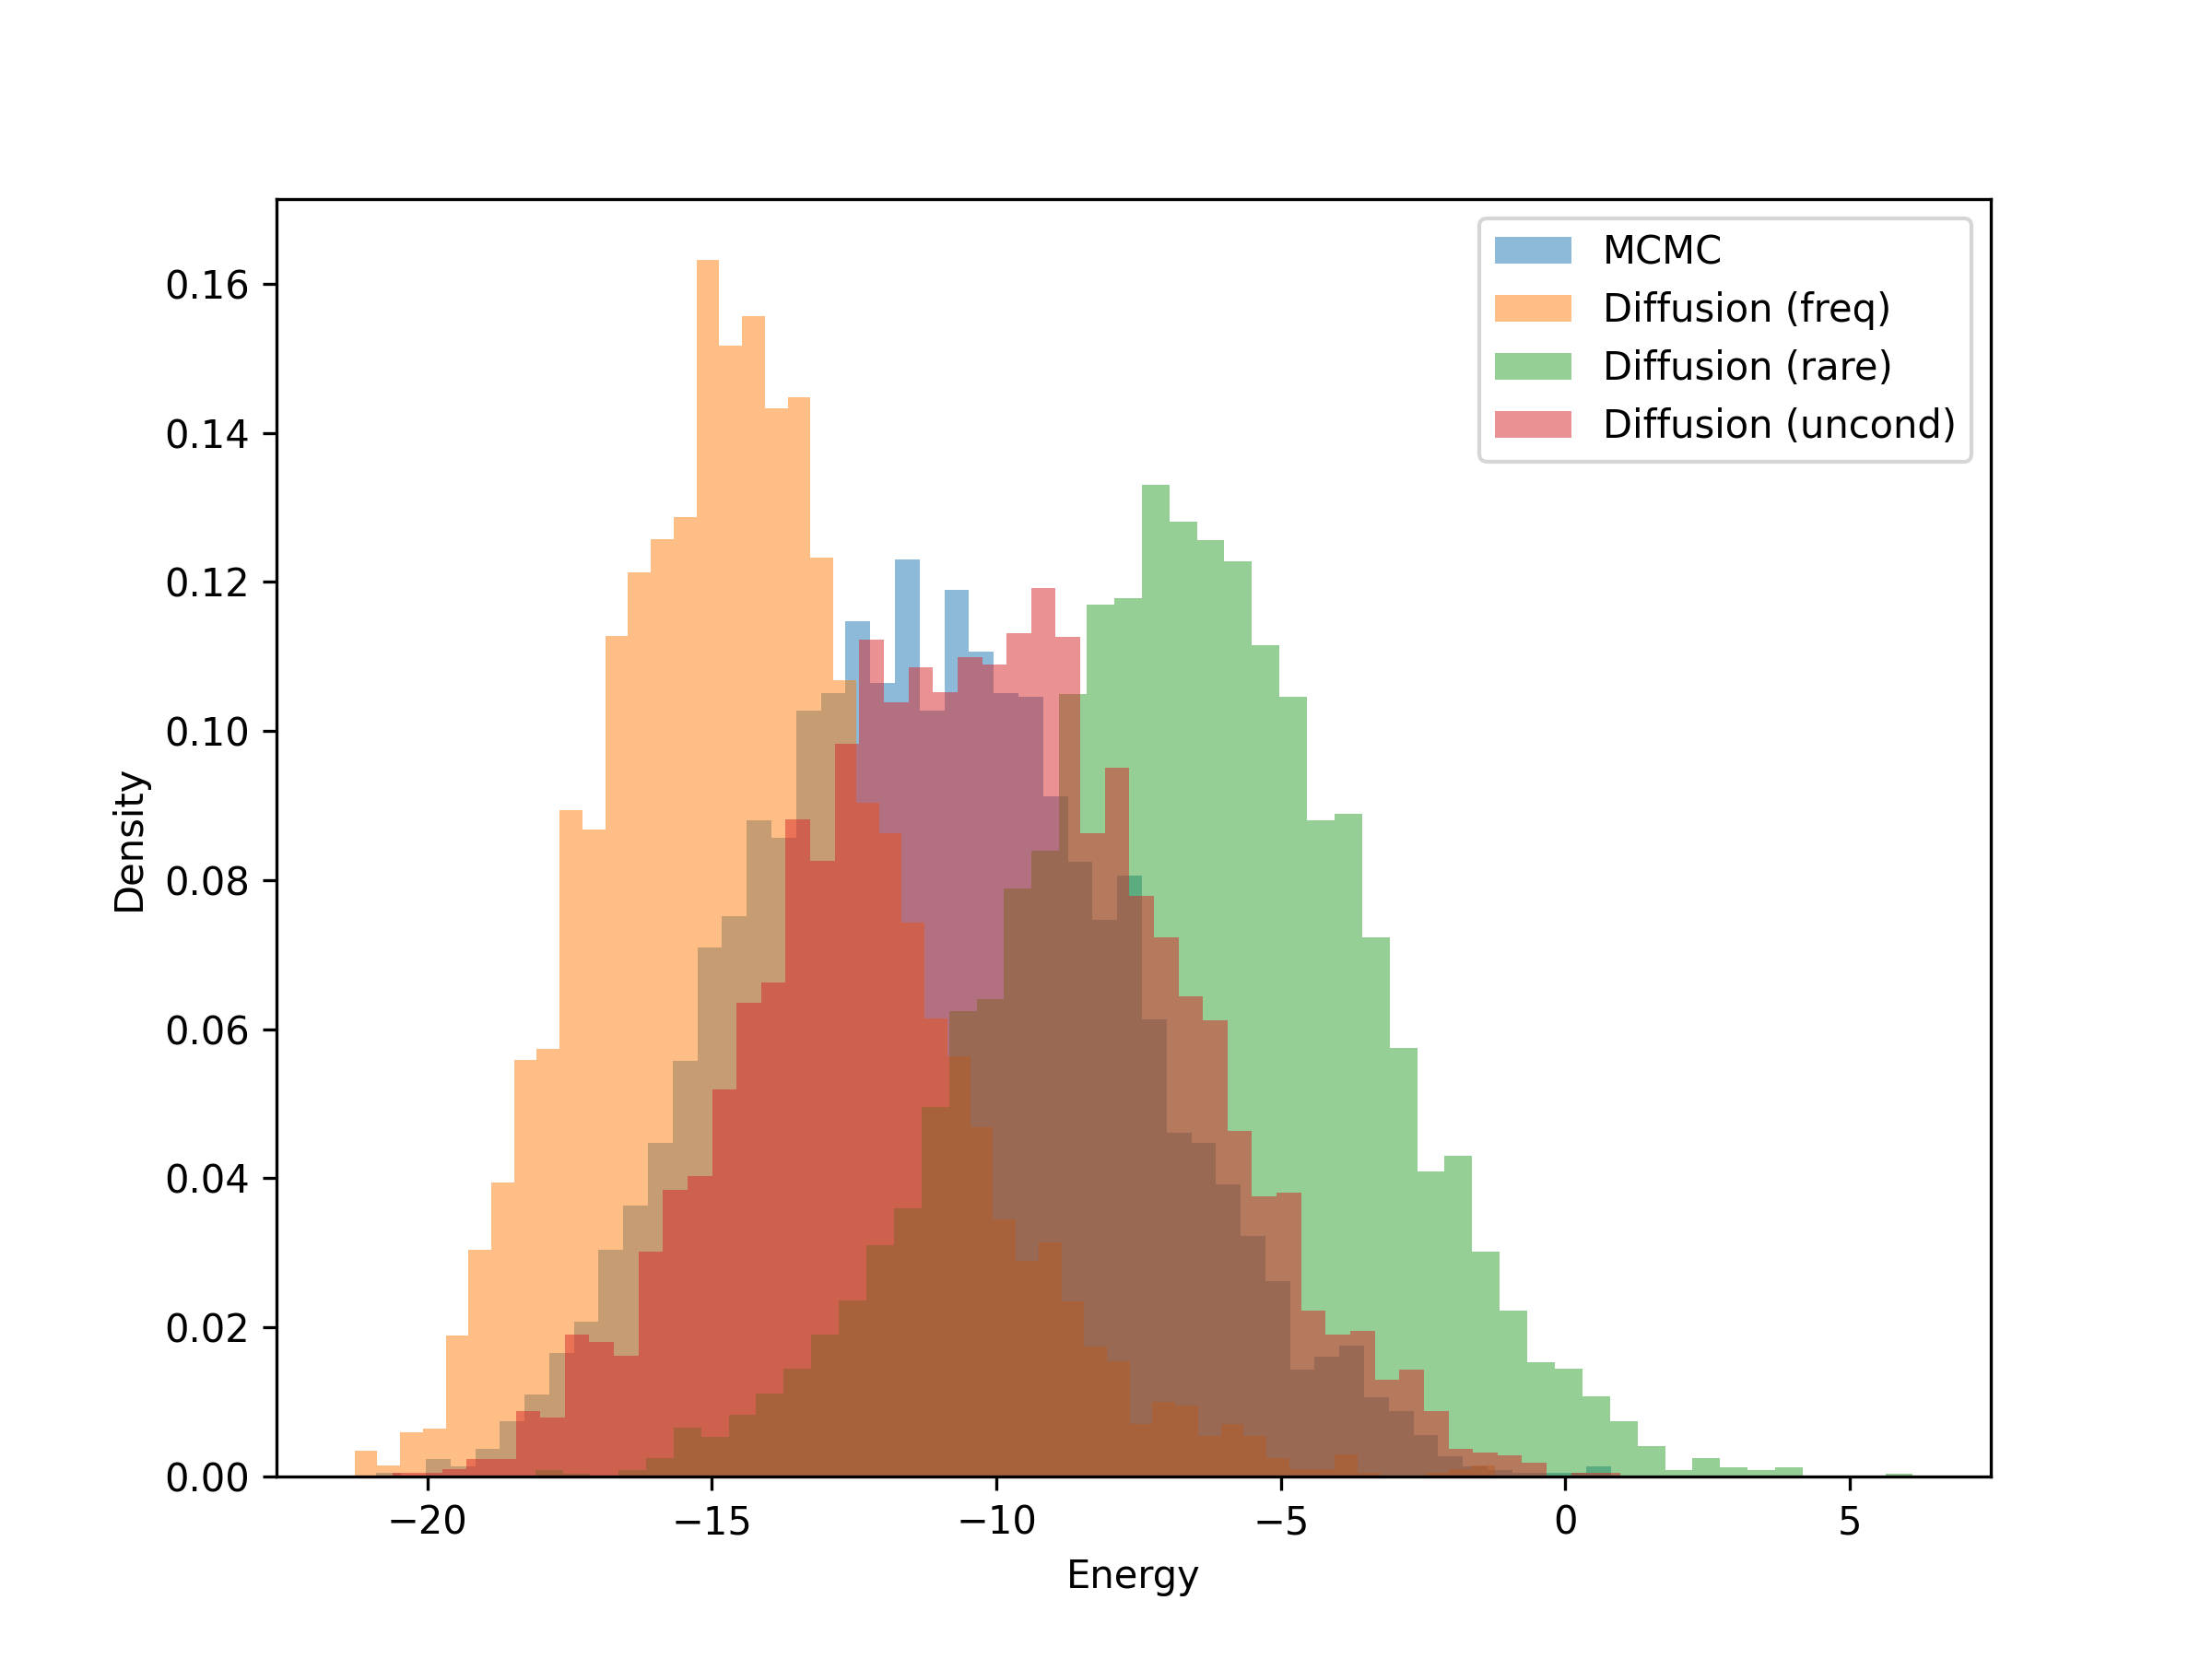 MCMC
Diffusion (freq)
Diffusion (rare)
Diffusion (uncond)
0.16
0.14
0.12
0.10
0.08
0.06
0.04
0.02
0.00
Density
−20 −15 −10 −5 0 5
Energy